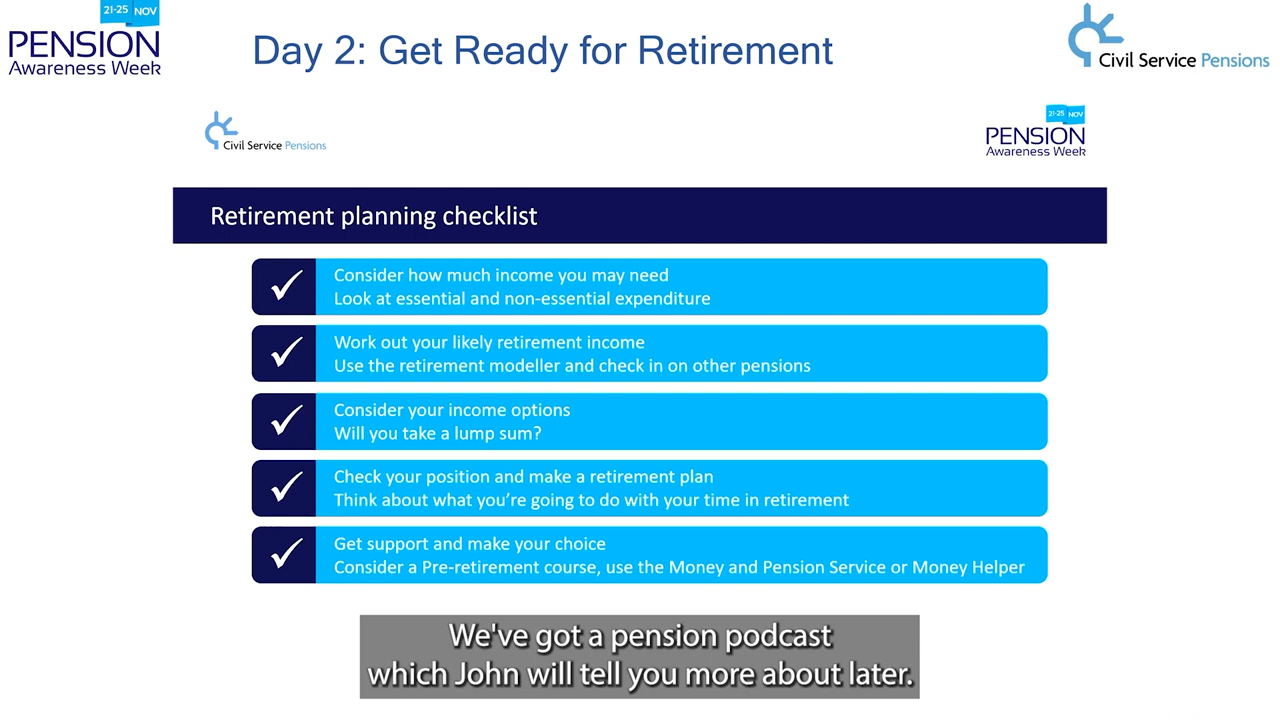 21-25 NOV
PENSION
Awareness Week
Day 2: Get Ready for Retirement
Civil Service Pensions
Civil Service Pensions
21-25 NOV
PENSION
Awareness Week
Retirement planning checklist
Consider how much income you may need
Look at essential and non-essential expenditure
Work out your likely retirement income
Use the retirement modeller and check in on other pensions
Consider your income options
Will you take a lump sum?
Check your position and make a retirement plan
Think about what you’re going to do with your time in retirement
Get support and make your choice
Consider a Pre-retirement course, use the Money and Pension Service or Money Helper
We've got a pension podcast
which John will tell you more about later.